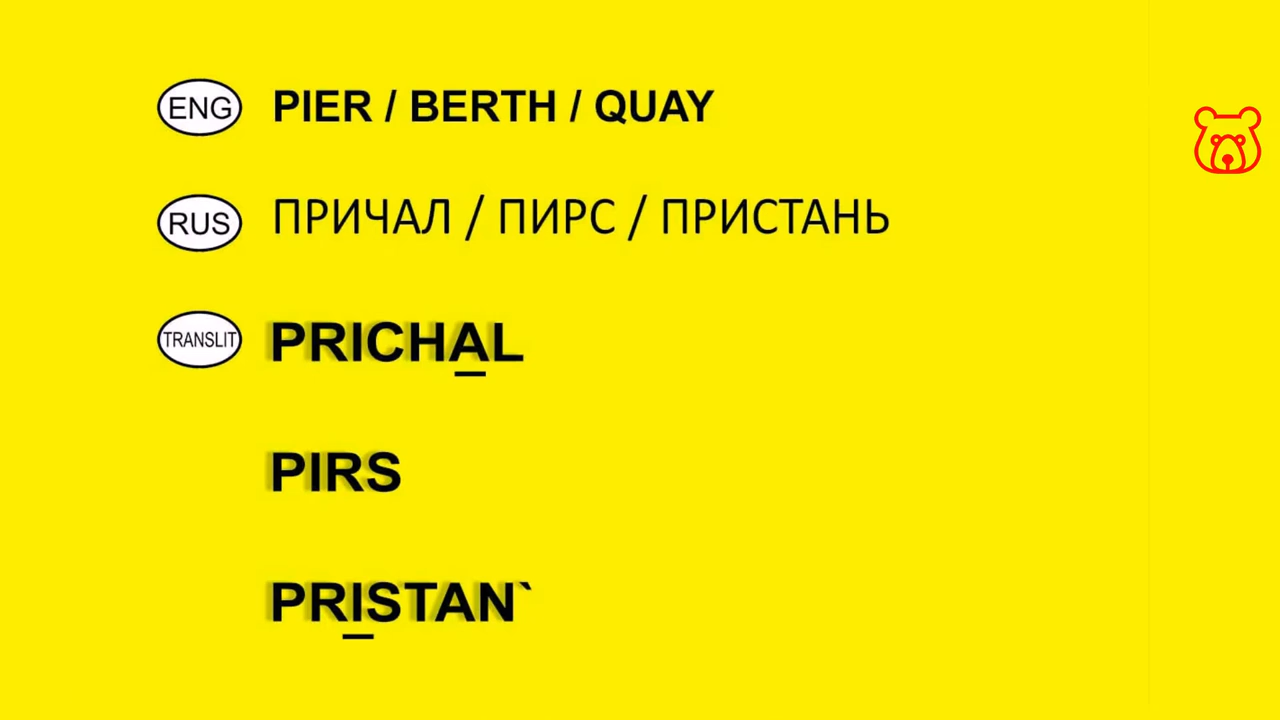 ENG PIER / BERTH / QUAY
RUS ПРИЧАЛ / ПИРС / ПРИСТАНЬ
TRANSLIT PRICHAL
PIRS
PRISTAN`